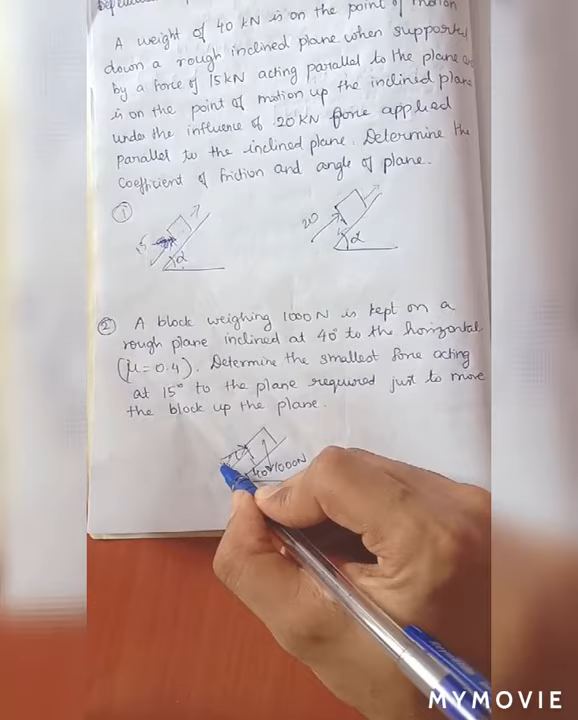 A weight of 40 kN is on the point of motion
down a rough inclined plane when supported
by a force of 15 kN acting parallel to the plane
is on the point of motion up the inclined plane
under the influence of 20 KN force applied
parallel to the inclined plane. Determine the
Coefficient of friction and angle of plane.
①
15
α
20
α
② A block weighing 1000 N is kept on a
rough plane inclined at 40° to the horizontal
(μ = 0.4). Determine the smallest force acting
at 15° to the plane required just to move
the block up the plane.
40°
1000N
MYMOVIE